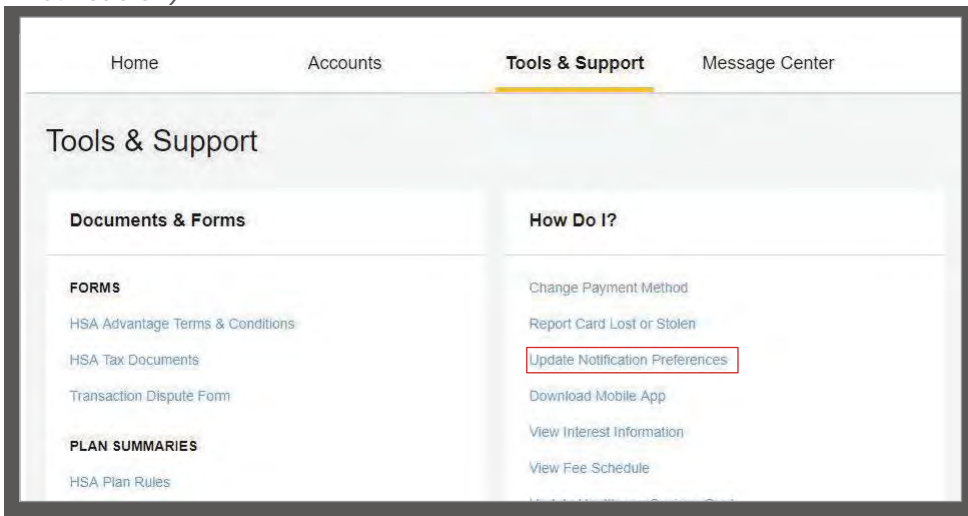 Home Accounts Tools & Support Message Center
Tools & Support
Documents & Forms
FORMS
HSA Advantage Terms & Conditions
HSA Tax Documents
Transaction Dispute Form
PLAN SUMMARIES
HSA Plan Rules
How Do I?
Change Payment Method
Report Card Lost or Stolen
Update Notification Preferences
Download Mobile App
View Interest Information
View Fee Schedule